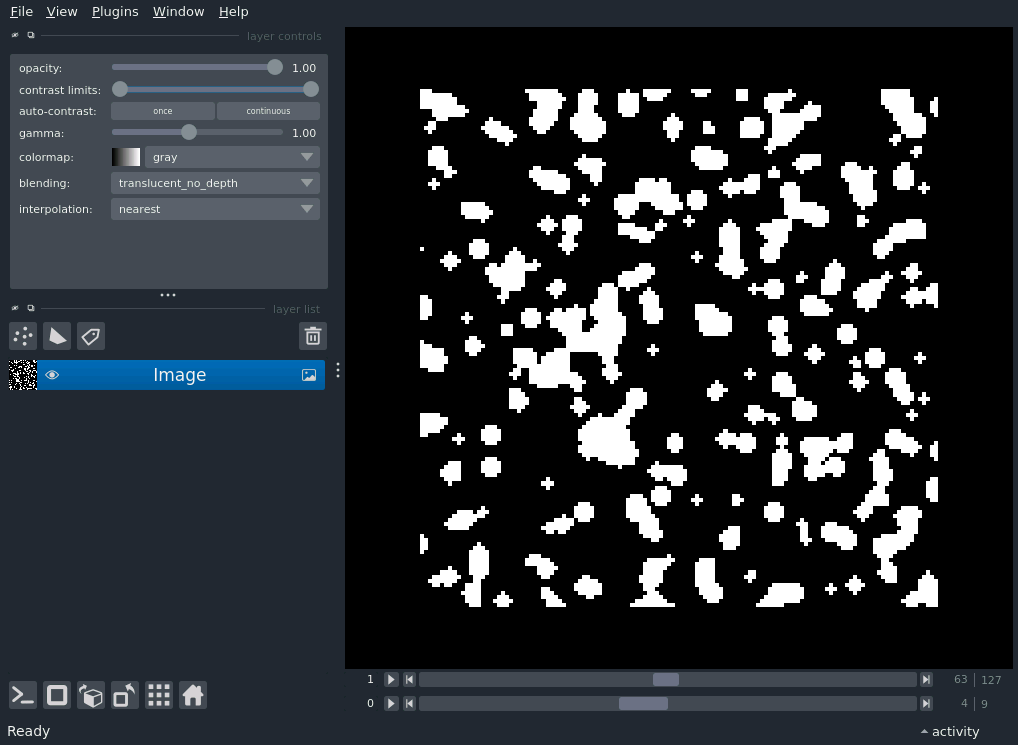 File View Plugins Window Help
layer controls
opacity: 1.00
contrast limits:
auto-contrast: once continuous
gamma: 1.00
colormap: gray
blending: translucent_no_depth
interpolation: nearest
layer list
Image
1 63 127
0 4 9
Ready activity